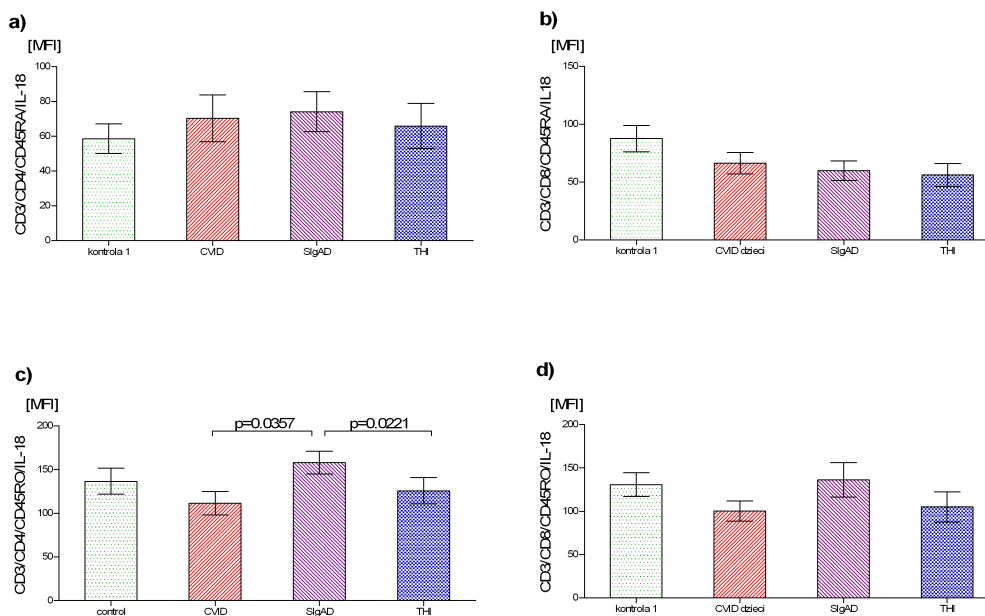 a)
[MFI]
CD3/CD4/CD45RA/IL-18
100
80
60
40
20
0
kontrola 1 CVID SIgAD THI
b)
[MFI]
CD3/CD8/CD45RA/IL18
150
100
50
0
kontrola 1 CVID dzieci SIgAD THI
c)
[MFI]
CD3/CD4/CD45RO/IL-18
200
150
100
50
0
p=0.0357 p=0.0221
control CVID SIgAD THI
d)
[MFI]
CD3/CD8/CD45RO/IL-18
200
150
100
50
0
kontrola 1 CVID dzieci SIgAD THI